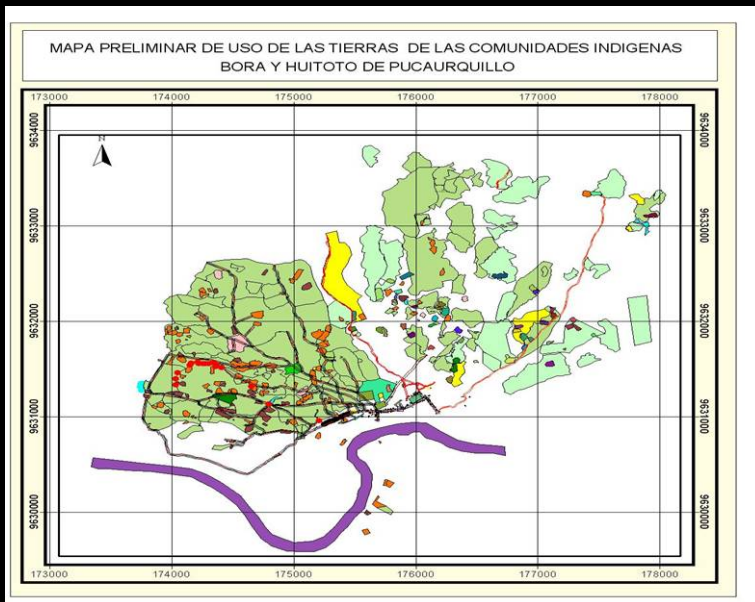 MAPA PRELIMINAR DE USO DE LAS TIERRAS DE LAS COMUNIDADES INDIGENAS
BORA Y HUITOTO DE PUCAURQUILLO
173000 174000 175000 176000 177000 178000
9634000 9634000
9633000 9633000
9632000 9632000
9631000 9631000
9630000 9630000
173000 174000 175000 176000 177000 178000